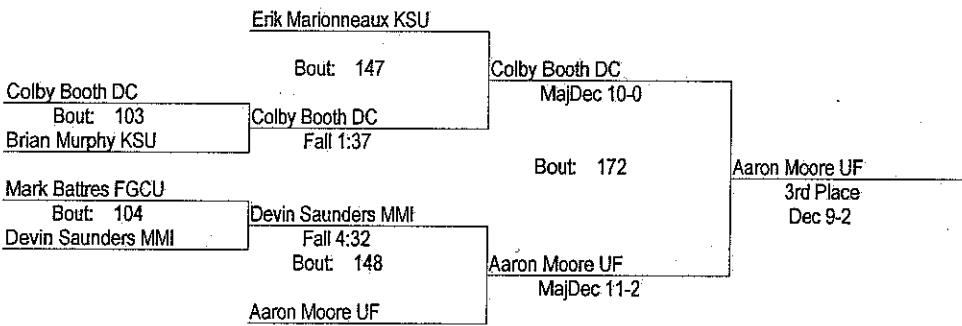 Erik Marionneaux KSU
Bout: 147
Colby Booth DC
MajDec 10-0
Colby Booth DC
Bout: 103
Brian Murphy KSU
Colby Booth DC
Fall 1:37
Bout: 172
Aaron Moore UF
3rd Place
Dec 9-2
Mark Battres FGCU
Bout: 104
Devin Saunders MMI
Devin Saunders MMI
Fall 4:32
Bout: 148
Aaron Moore UF
MajDec 11-2
Aaron Moore UF